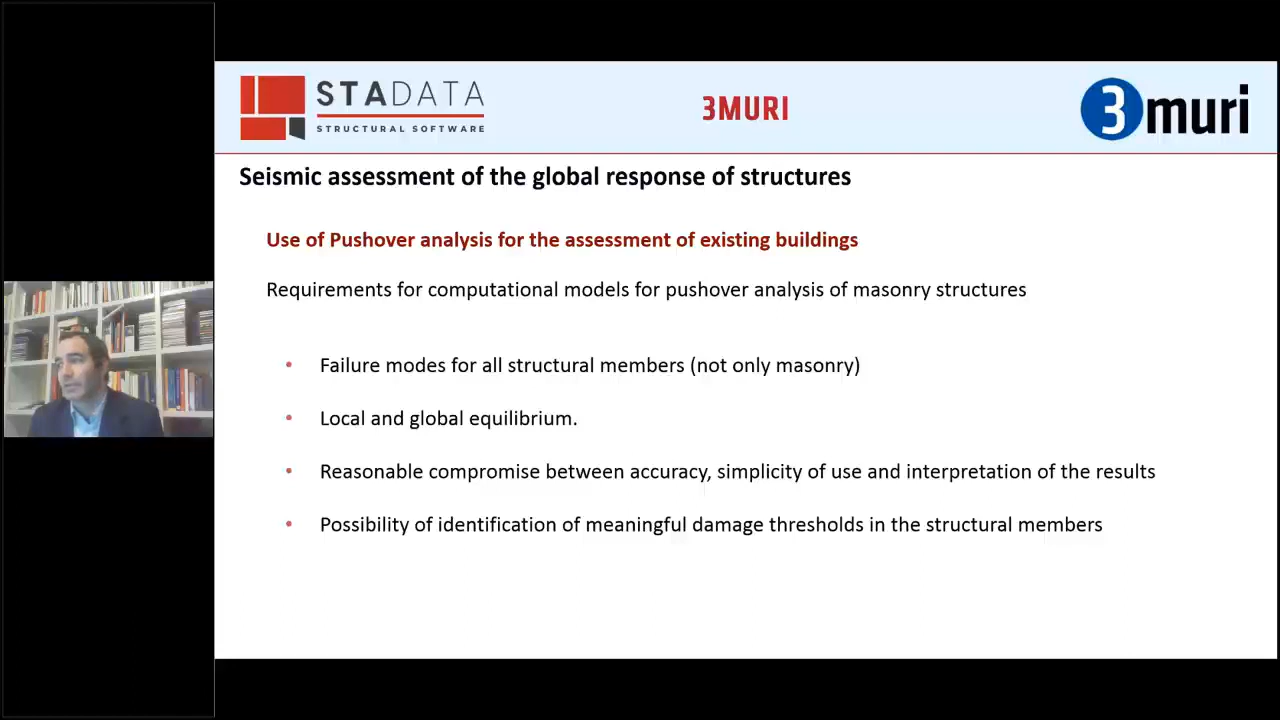 STADATA
STRUCTURAL SOFTWARE
3MURI
3muri
Seismic assessment of the global response of structures
Use of Pushover analysis for the assessment of existing buildings
Requirements for computational models for pushover analysis of masonry structures
• Failure modes for all structural members (not only masonry)
• Local and global equilibrium.
• Reasonable compromise between accuracy, simplicity of use and interpretation of the results
• Possibility of identification of meaningful damage thresholds in the structural members